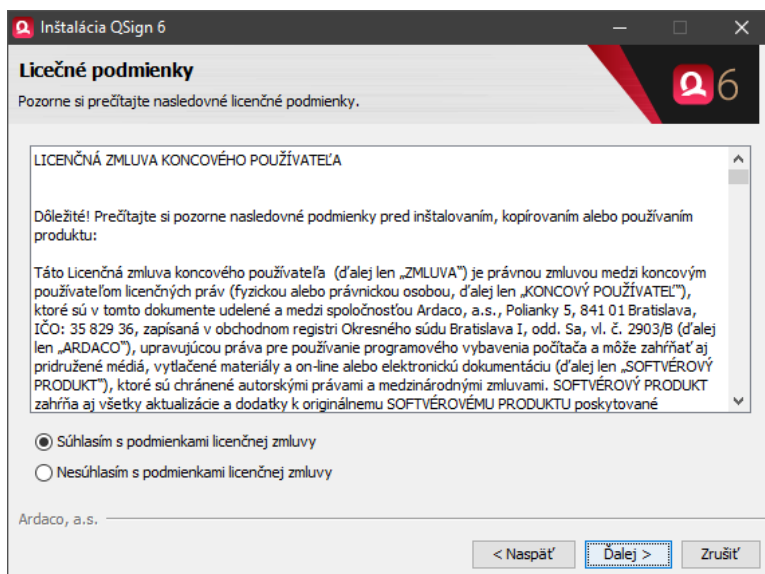 Inštalácia QSign 6
Licečné podmienky
Pozorne si prečítajte nasledovné licenčné podmienky.
6
LICENČNÁ ZMLUVA KONCOVÉHO POUŽÍVATEĽA
Dôležité! Prečítajte si pozorne nasledovné podmienky pred inštalovaním, kopírovaním alebo používaním
produktu:
Táto Licenčná zmluva koncového používateľa (ďalej len „ZMLUVA“) je právnou zmluvou medzi koncovým
používateľom licenčných práv (fyzickou alebo právnickou osobou, ďalej len „KONCOVÝ POUŽÍVATEĽ“),
ktoré sú v tomto dokumente udelené a medzi spoločnosťou Ardaco, a.s., Polianky 5, 841 01 Bratislava,
IČO: 35 829 36, zapísaná v obchodnom registri Okresného súdu Bratislava I, odd. Sa, vl. č. 2903/B (ďalej
len „ARDACO“), upravujúcou práva pre používanie programového vybavenia počítača a môže zahŕňať aj
pridružené médiá, vytlačené materiály a on-line alebo elektronickú dokumentáciu (ďalej len „SOFTVÉROVÝ
PRODUKT“), ktoré sú chránené autorskými právami a medzinárodnými zmluvami. SOFTVÉROVÝ PRODUKT
zahŕňa aj všetky aktualizácie a dodatky k originálnemu SOFTVÉROVÉMU PRODUKTU poskytované
Súhlasím s podmienkami licenčnej zmluvy
Nesúhlasím s podmienkami licenčnej zmluvy
Ardaco, a.s.
< Naspäť Ďalej > Zrušiť